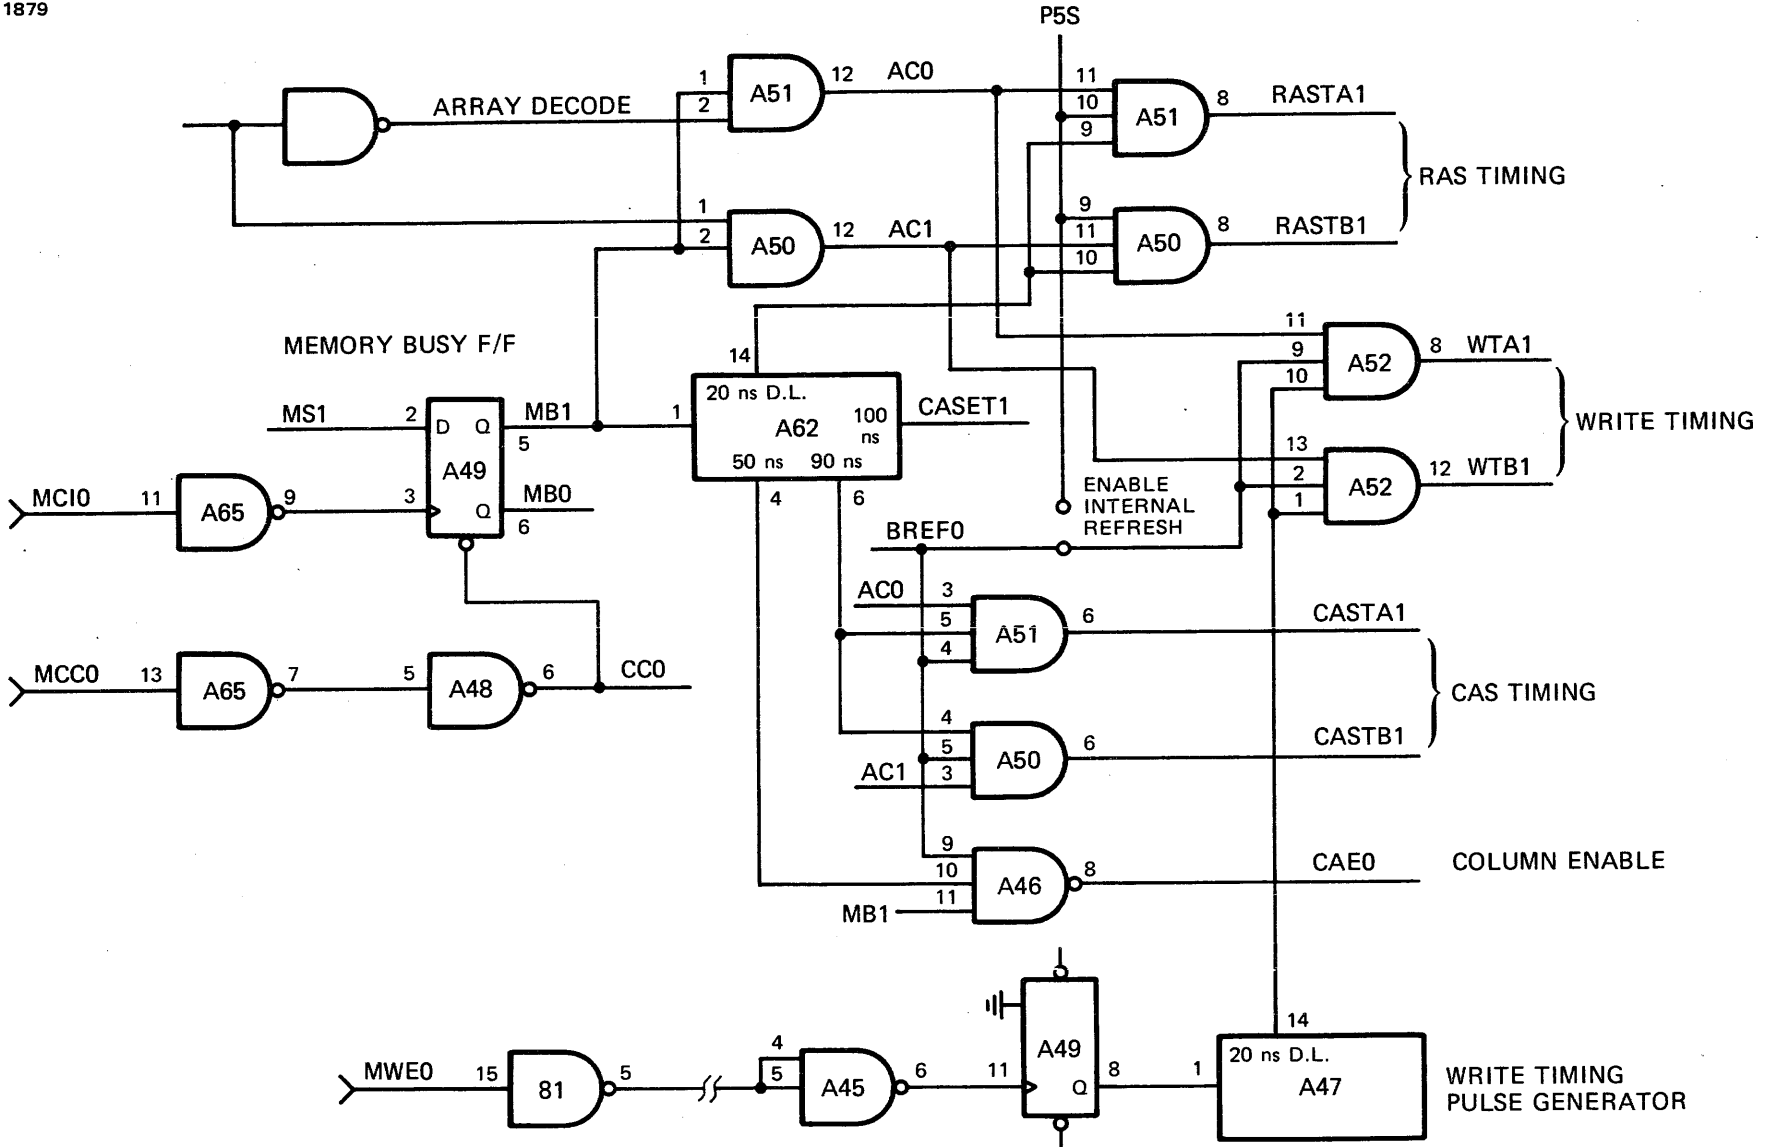 1879
P5S
1
A51
12
AC0
11
10
9
A51
8
RASTA1
ARRAY DECODE
2
RAS TIMING
1
2
A50
12
AC1
9
11
10
A50
8
RASTB1
MEMORY BUSY F/F
14
20 ns D.L.
A62
100
ns
50 ns 90 ns
1
4
6
CASET1
11
9
10
A52
8
WTA1
WRITE TIMING
13
2
1
A52
12
WTB1
MS1
2
D Q
A49
Q
MB1
5
MB0
6
MCI0
11
A65
9
3
ENABLE
INTERNAL
REFRESH
BREF0
AC0
3
5
4
A51
6
CASTA1
MCC0
13
A65
7
5
A48
6
CC0
CAS TIMING
4
5
AC1
3
A50
6
CASTB1
9
10
MB1
11
A46
8
CAE0
COLUMN ENABLE
MWE0
15
81
5
4
5
A45
6
11
A49
Q
8
1
14
20 ns D.L.
A47
WRITE TIMING
PULSE GENERATOR